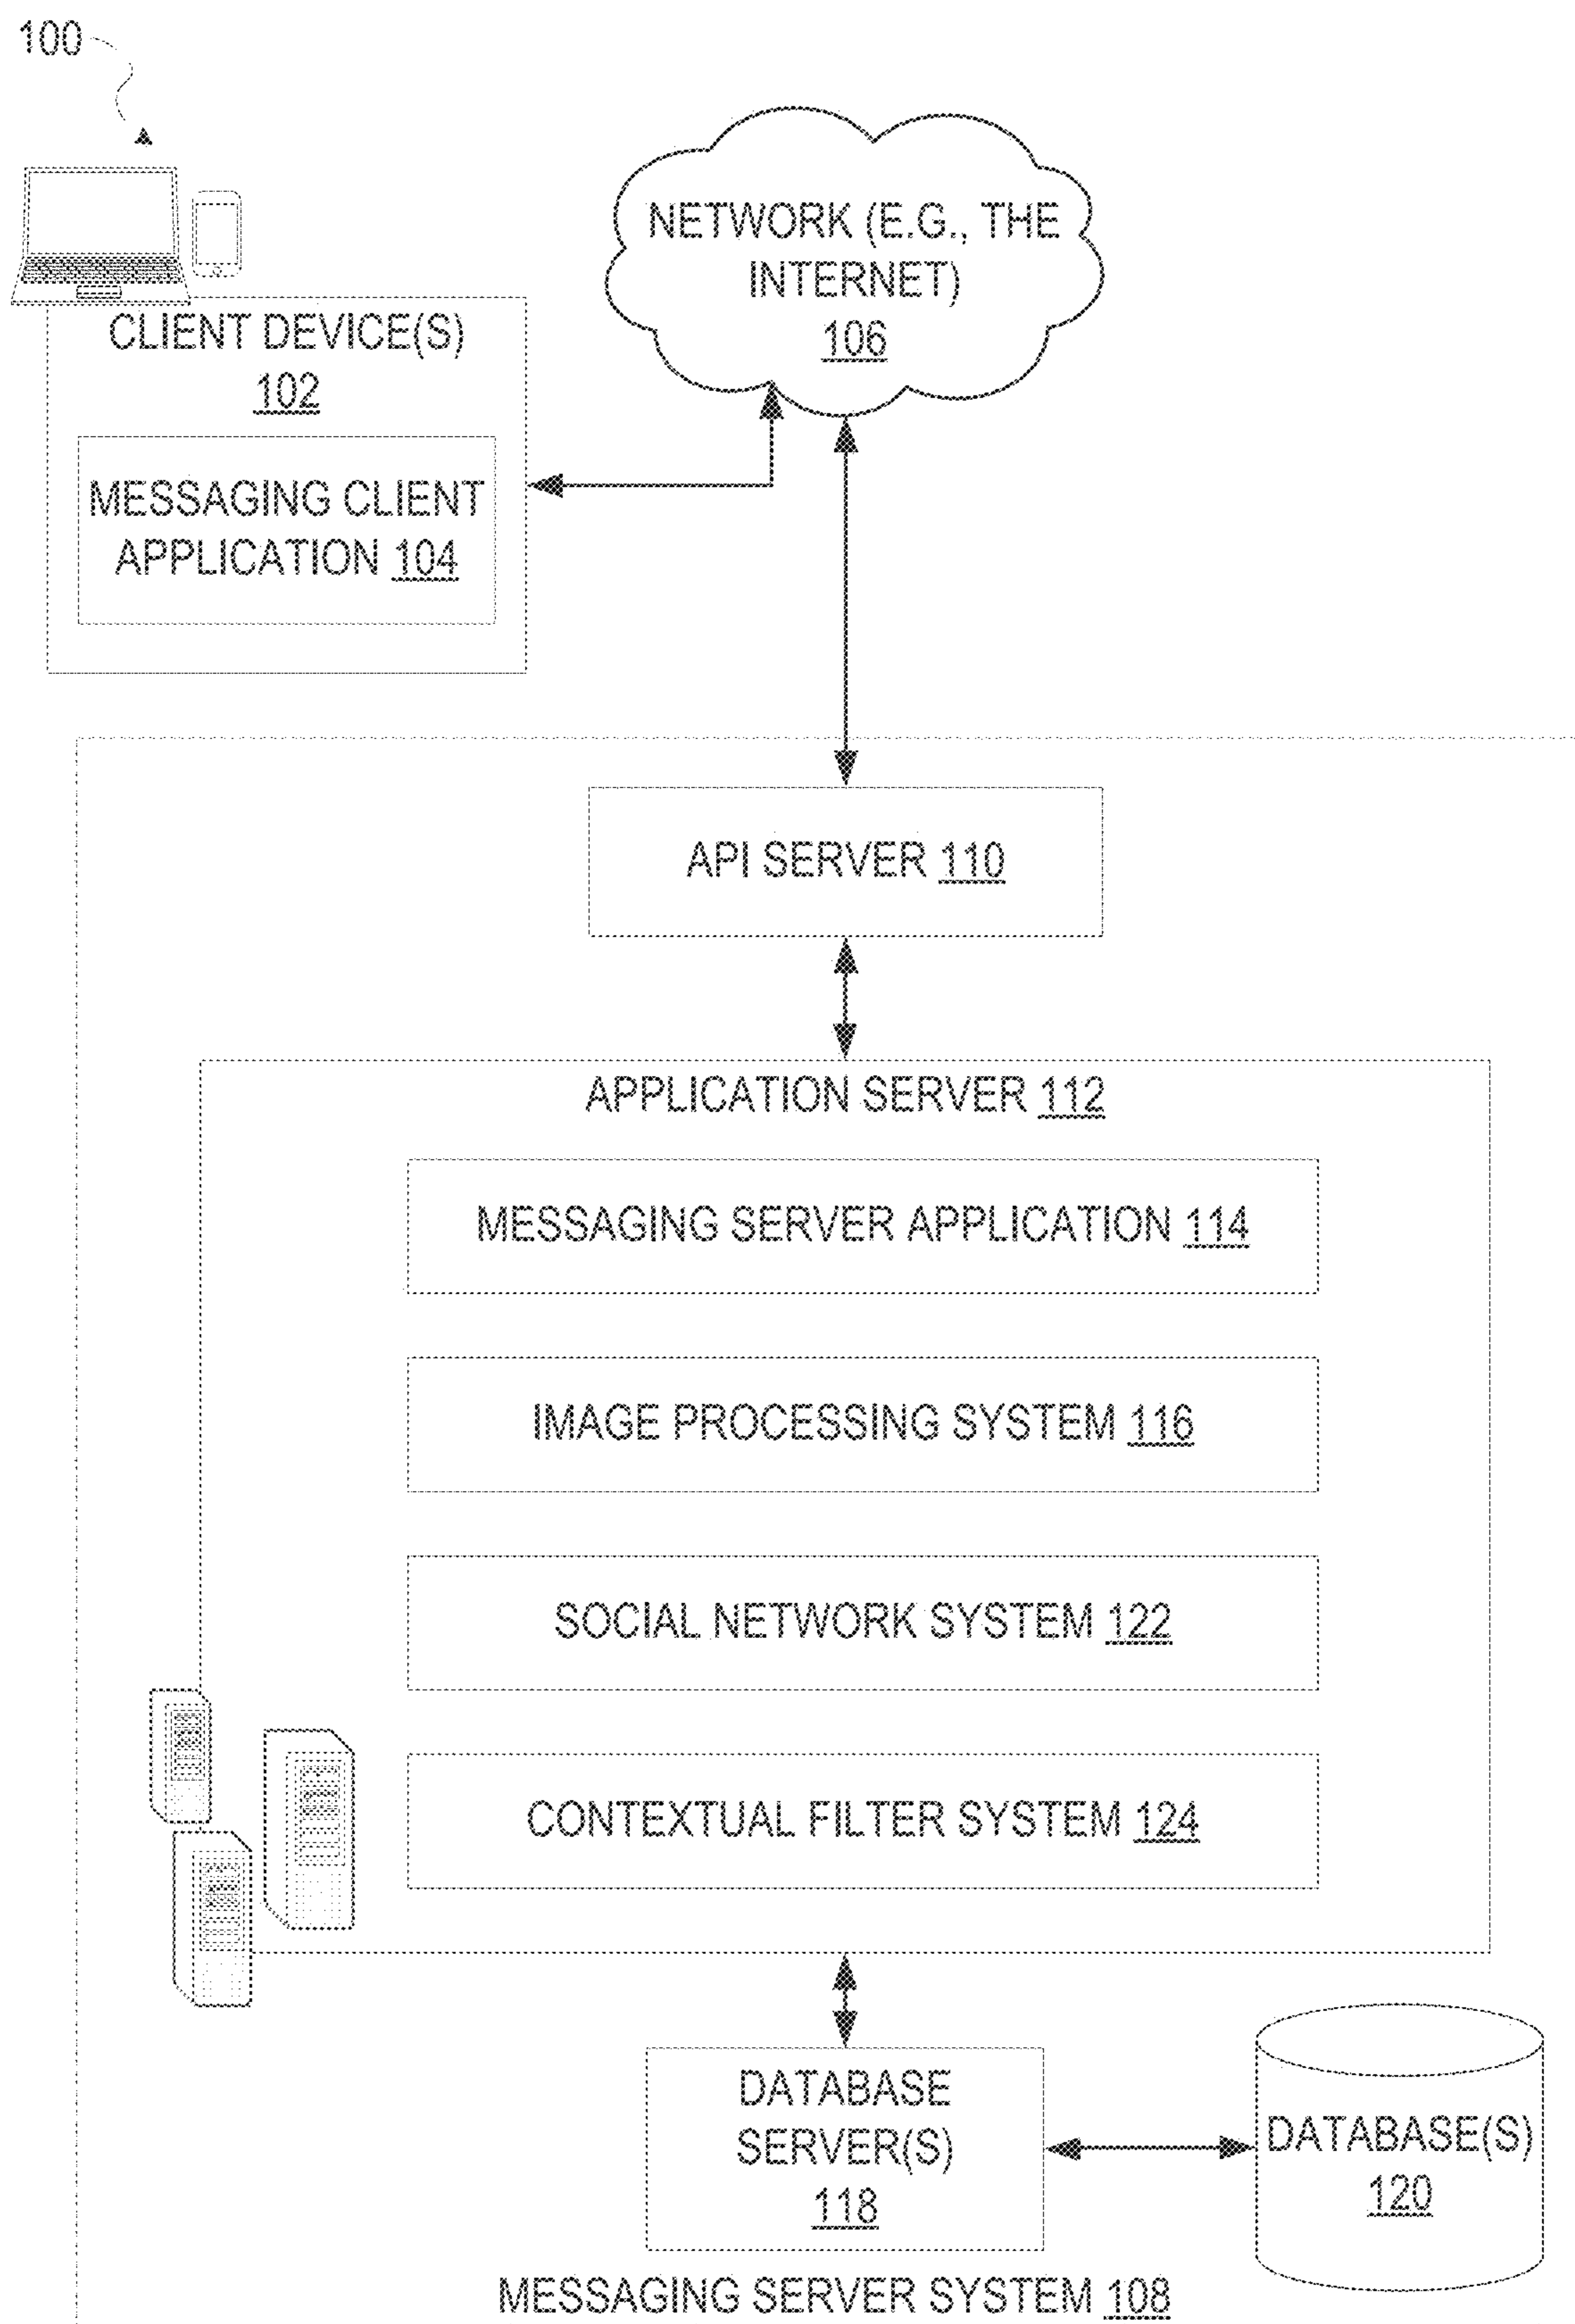 100
NETWORK (E.G., THE
INTERNET)
106
CLIENT DEVICE(S)
102
MESSAGING CLIENT
APPLICATION 104
API SERVER 110
APPLICATION SERVER 112
MESSAGING SERVER APPLICATION 114
IMAGE PROCESSING SYSTEM 116
SOCIAL NETWORK SYSTEM 122
CONTEXTUAL FILTER SYSTEM 124
DATABASE
SERVER(S)
118
DATABASE(S)
120
MESSAGING SERVER SYSTEM 108